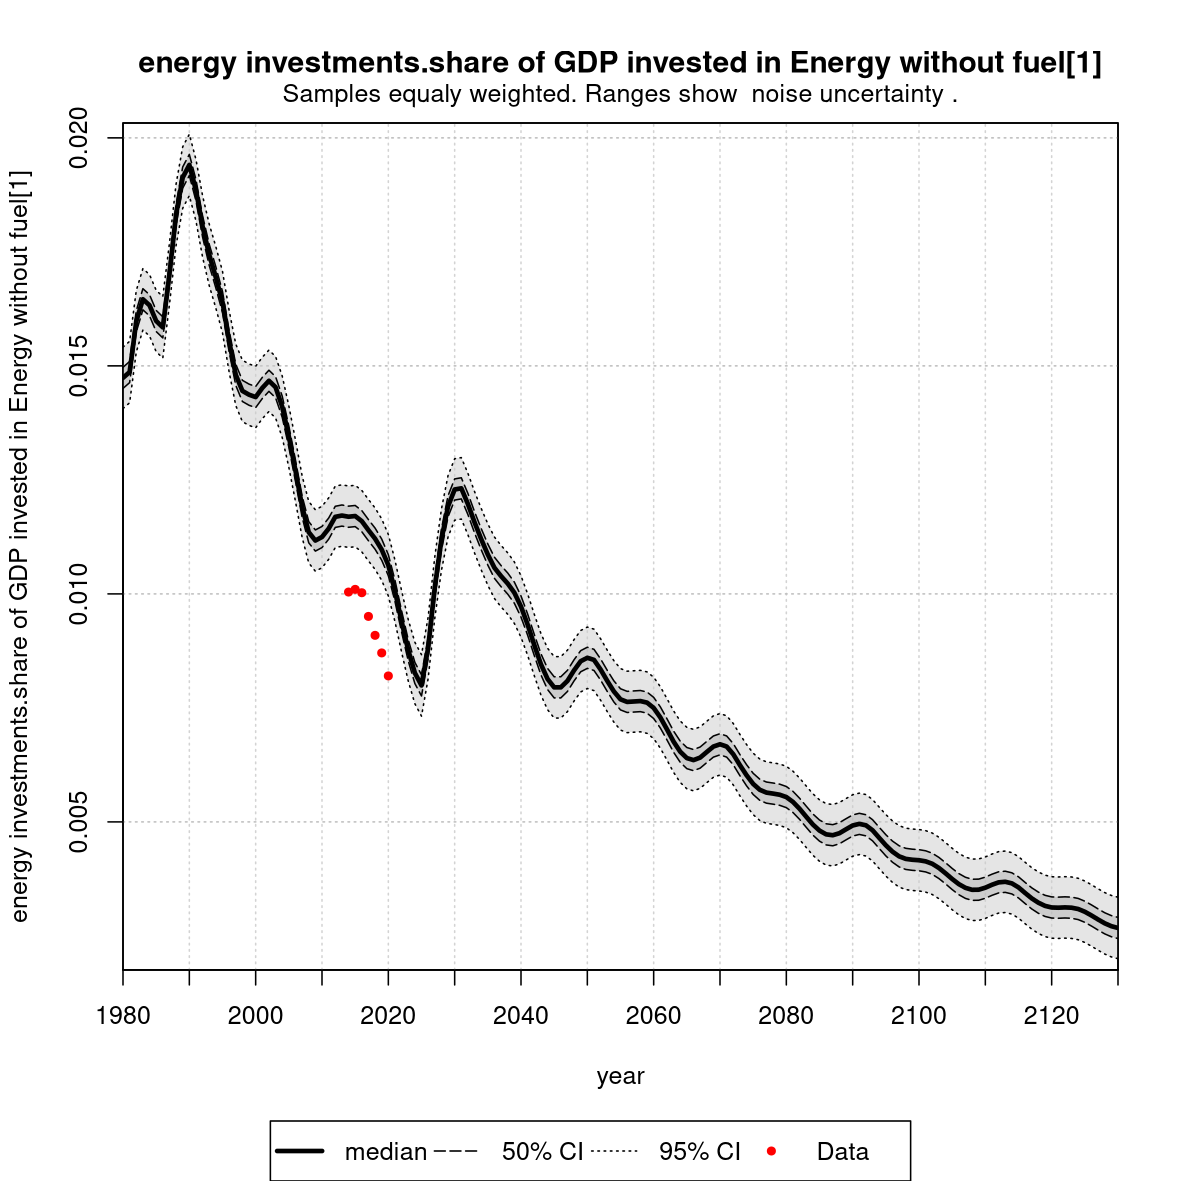 energy investments.share of GDP invested in Energy without fuel[1]
Samples equaly weighted. Ranges show  noise uncertainty .
energy investments.share of GDP invested in Energy without fuel[1]
0.020
0.015
0.010
0.005
1980 2000 2020 2040 2060 2080 2100 2120
year
median 50% CI 95% CI Data